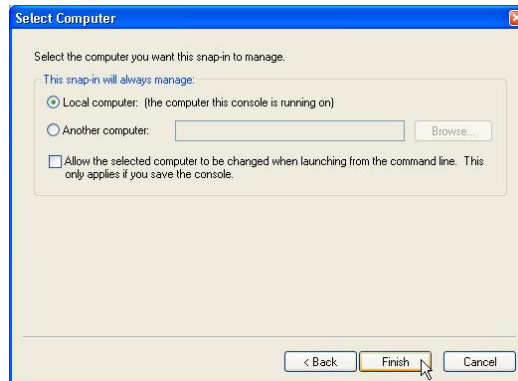 Select Computer
Select the computer you want this snap-in to manage.
This snap-in will always manage:
Local computer: (the computer this console is running on)
Another computer:
Browse...
Allow the selected computer to be changed when launching from the command line. This
only applies if you save the console.
< Back
Finish
Cancel